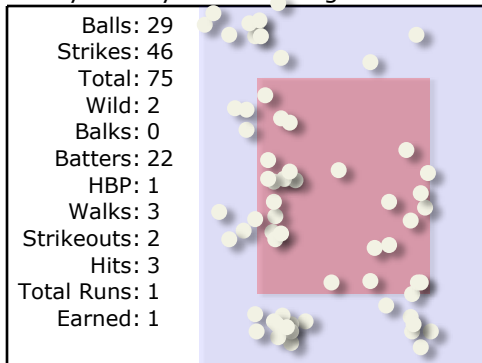 Balls: 29
Strikes: 46
Total: 75
Wild: 2
Balks: 0
Batters: 22
HBP: 1
Walks: 3
Strikeouts: 2
Hits: 3
Total Runs: 1
Earned: 1